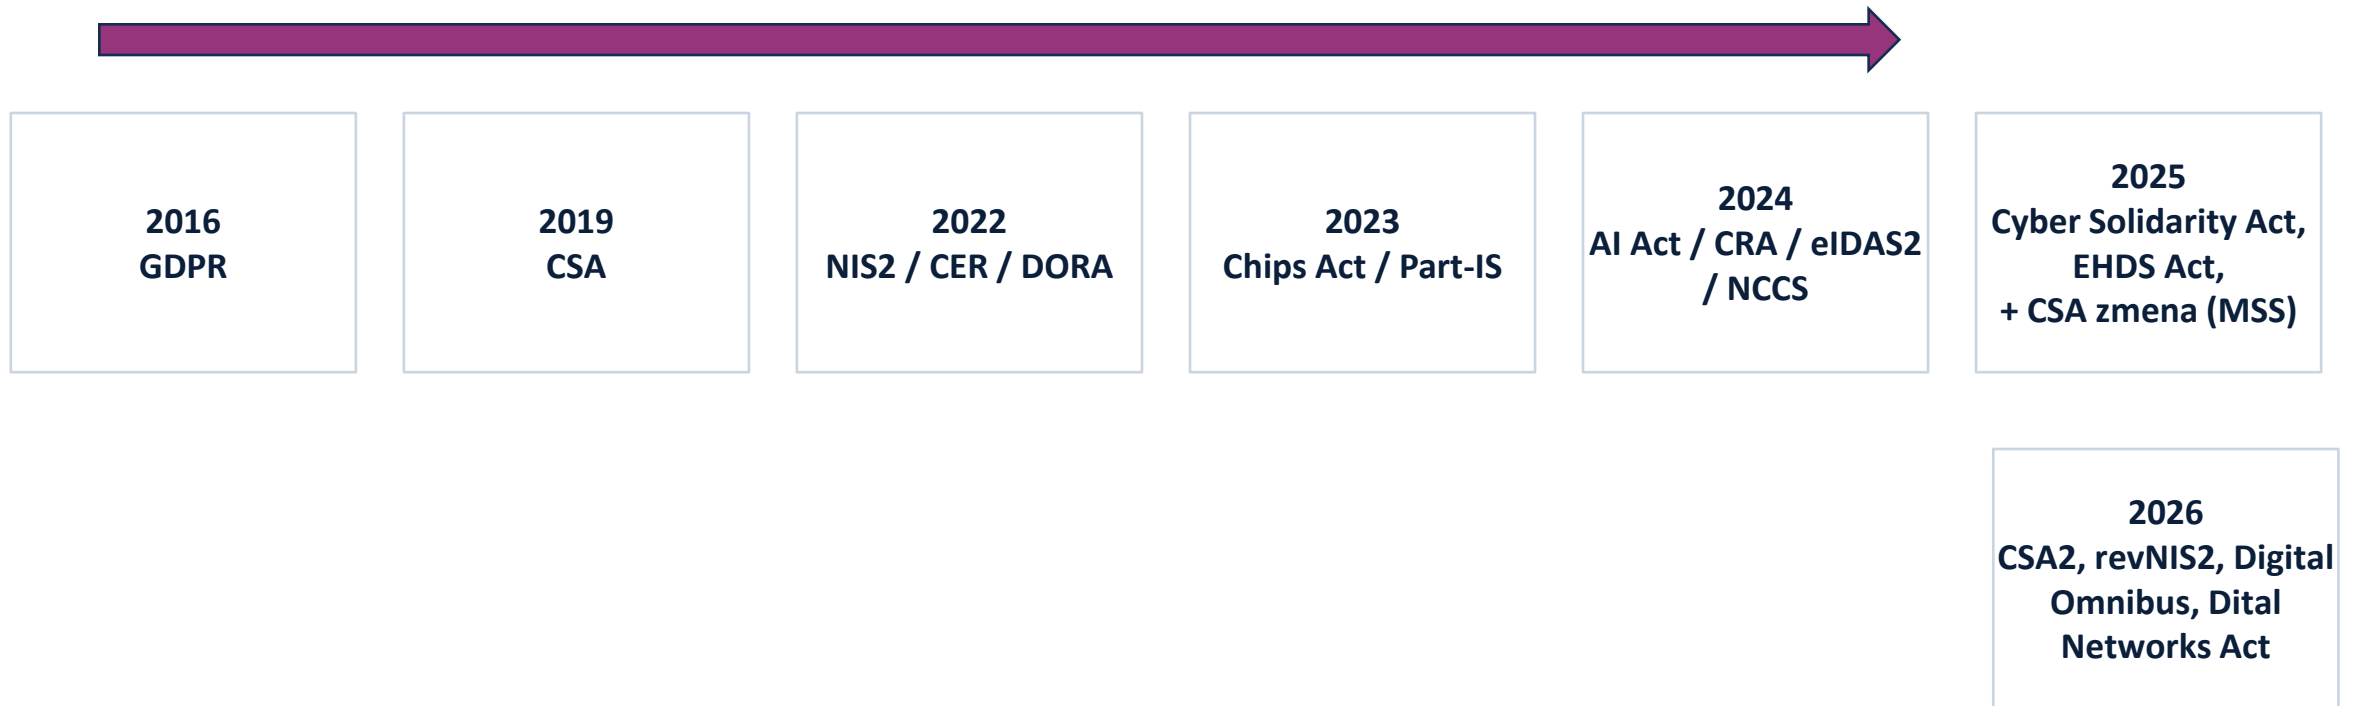 2016
GDPR
2019
CSA
2022
NIS2 / CER / DORA
2023
Chips Act / Part-IS
2024
AI Act / CRA / eIDAS2
/ NCCS
2025
Cyber Solidarity Act,
EHDS Act,
+ CSA zmena (MSS)
2026
CSA2, revNIS2, Digital
Omnibus, Dital
Networks Act